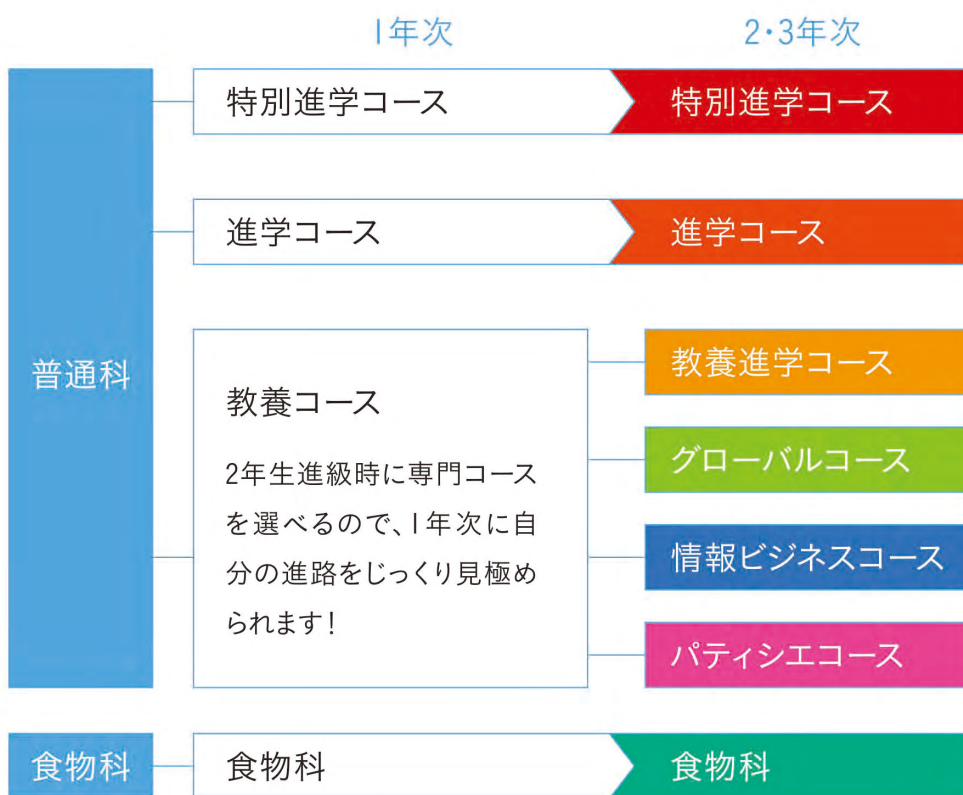 1年次
2・3年次
普通科
特別進学コース
特別進学コース
進学コース
進学コース
教養コース
2年生進級時に専門コース
を選べるので、1年次に自
分の進路をじっくり見極め
られます!
教養進学コース
グローバルコース
情報ビジネスコース
パティシエコース
食物科
食物科
食物科